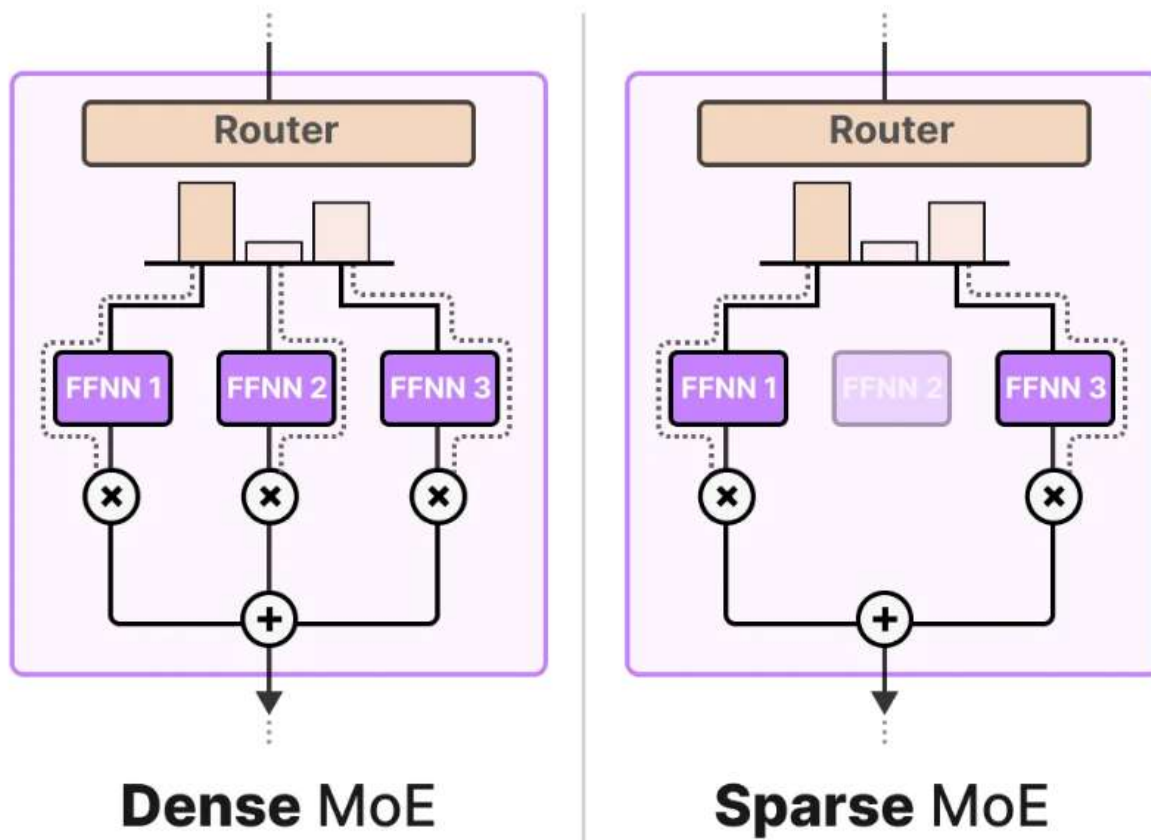 Router
FFNN 1 FFNN 2 FFNN 3
Dense MoE
Router
FFNN 1 FFNN 2 FFNN 3
Sparse MoE